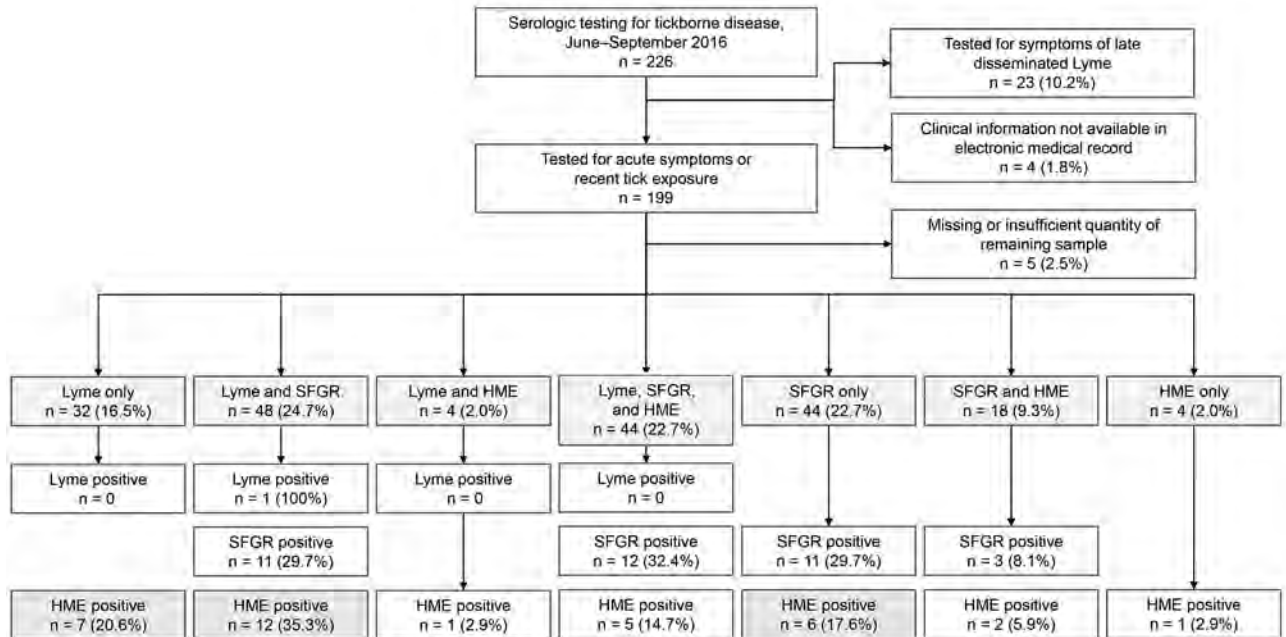 Serologic testing for tickborne disease,
June–September 2016
n = 226
Tested for symptoms of late
disseminated Lyme
n = 23 (10.2%)
Clinical information not available in
electronic medical record
n = 4 (1.8%)
Tested for acute symptoms or
recent tick exposure
n = 199
Missing or insufficient quantity of
remaining sample
n = 5 (2.5%)
Lyme only
n = 32 (16.5%)
Lyme and SFGR
n = 48 (24.7%)
Lyme and HME
n = 4 (2.0%)
Lyme, SFGR,
and HME
n = 44 (22.7%)
SFGR only
n = 44 (22.7%)
SFGR and HME
n = 18 (9.3%)
HME only
n = 4 (2.0%)
Lyme positive
n = 0
Lyme positive
n = 1 (100%)
Lyme positive
n = 0
Lyme positive
n = 0
SFGR positive
n = 11 (29.7%)
SFGR positive
n = 12 (32.4%)
SFGR positive
n = 11 (29.7%)
SFGR positive
n = 3 (8.1%)
HME positive
n = 7 (20.6%)
HME positive
n = 12 (35.3%)
HME positive
n = 1 (2.9%)
HME positive
n = 5 (14.7%)
HME positive
n = 6 (17.6%)
HME positive
n = 2 (5.9%)
HME positive
n = 1 (2.9%)